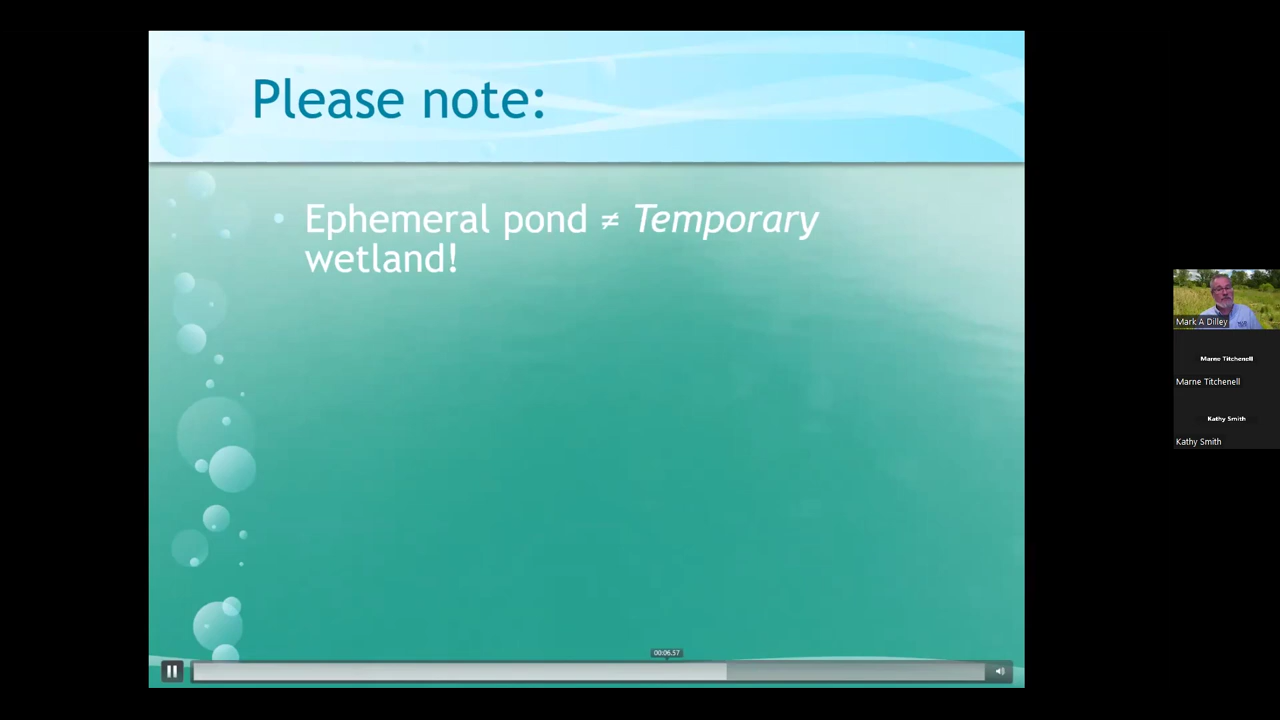 Please note:
• Ephemeral pond ≠ Temporary
wetland!
00:06.57
Mark A Dilley
Marne Titchenell
Marne Titchenell
Kathy Smith
Kathy Smith